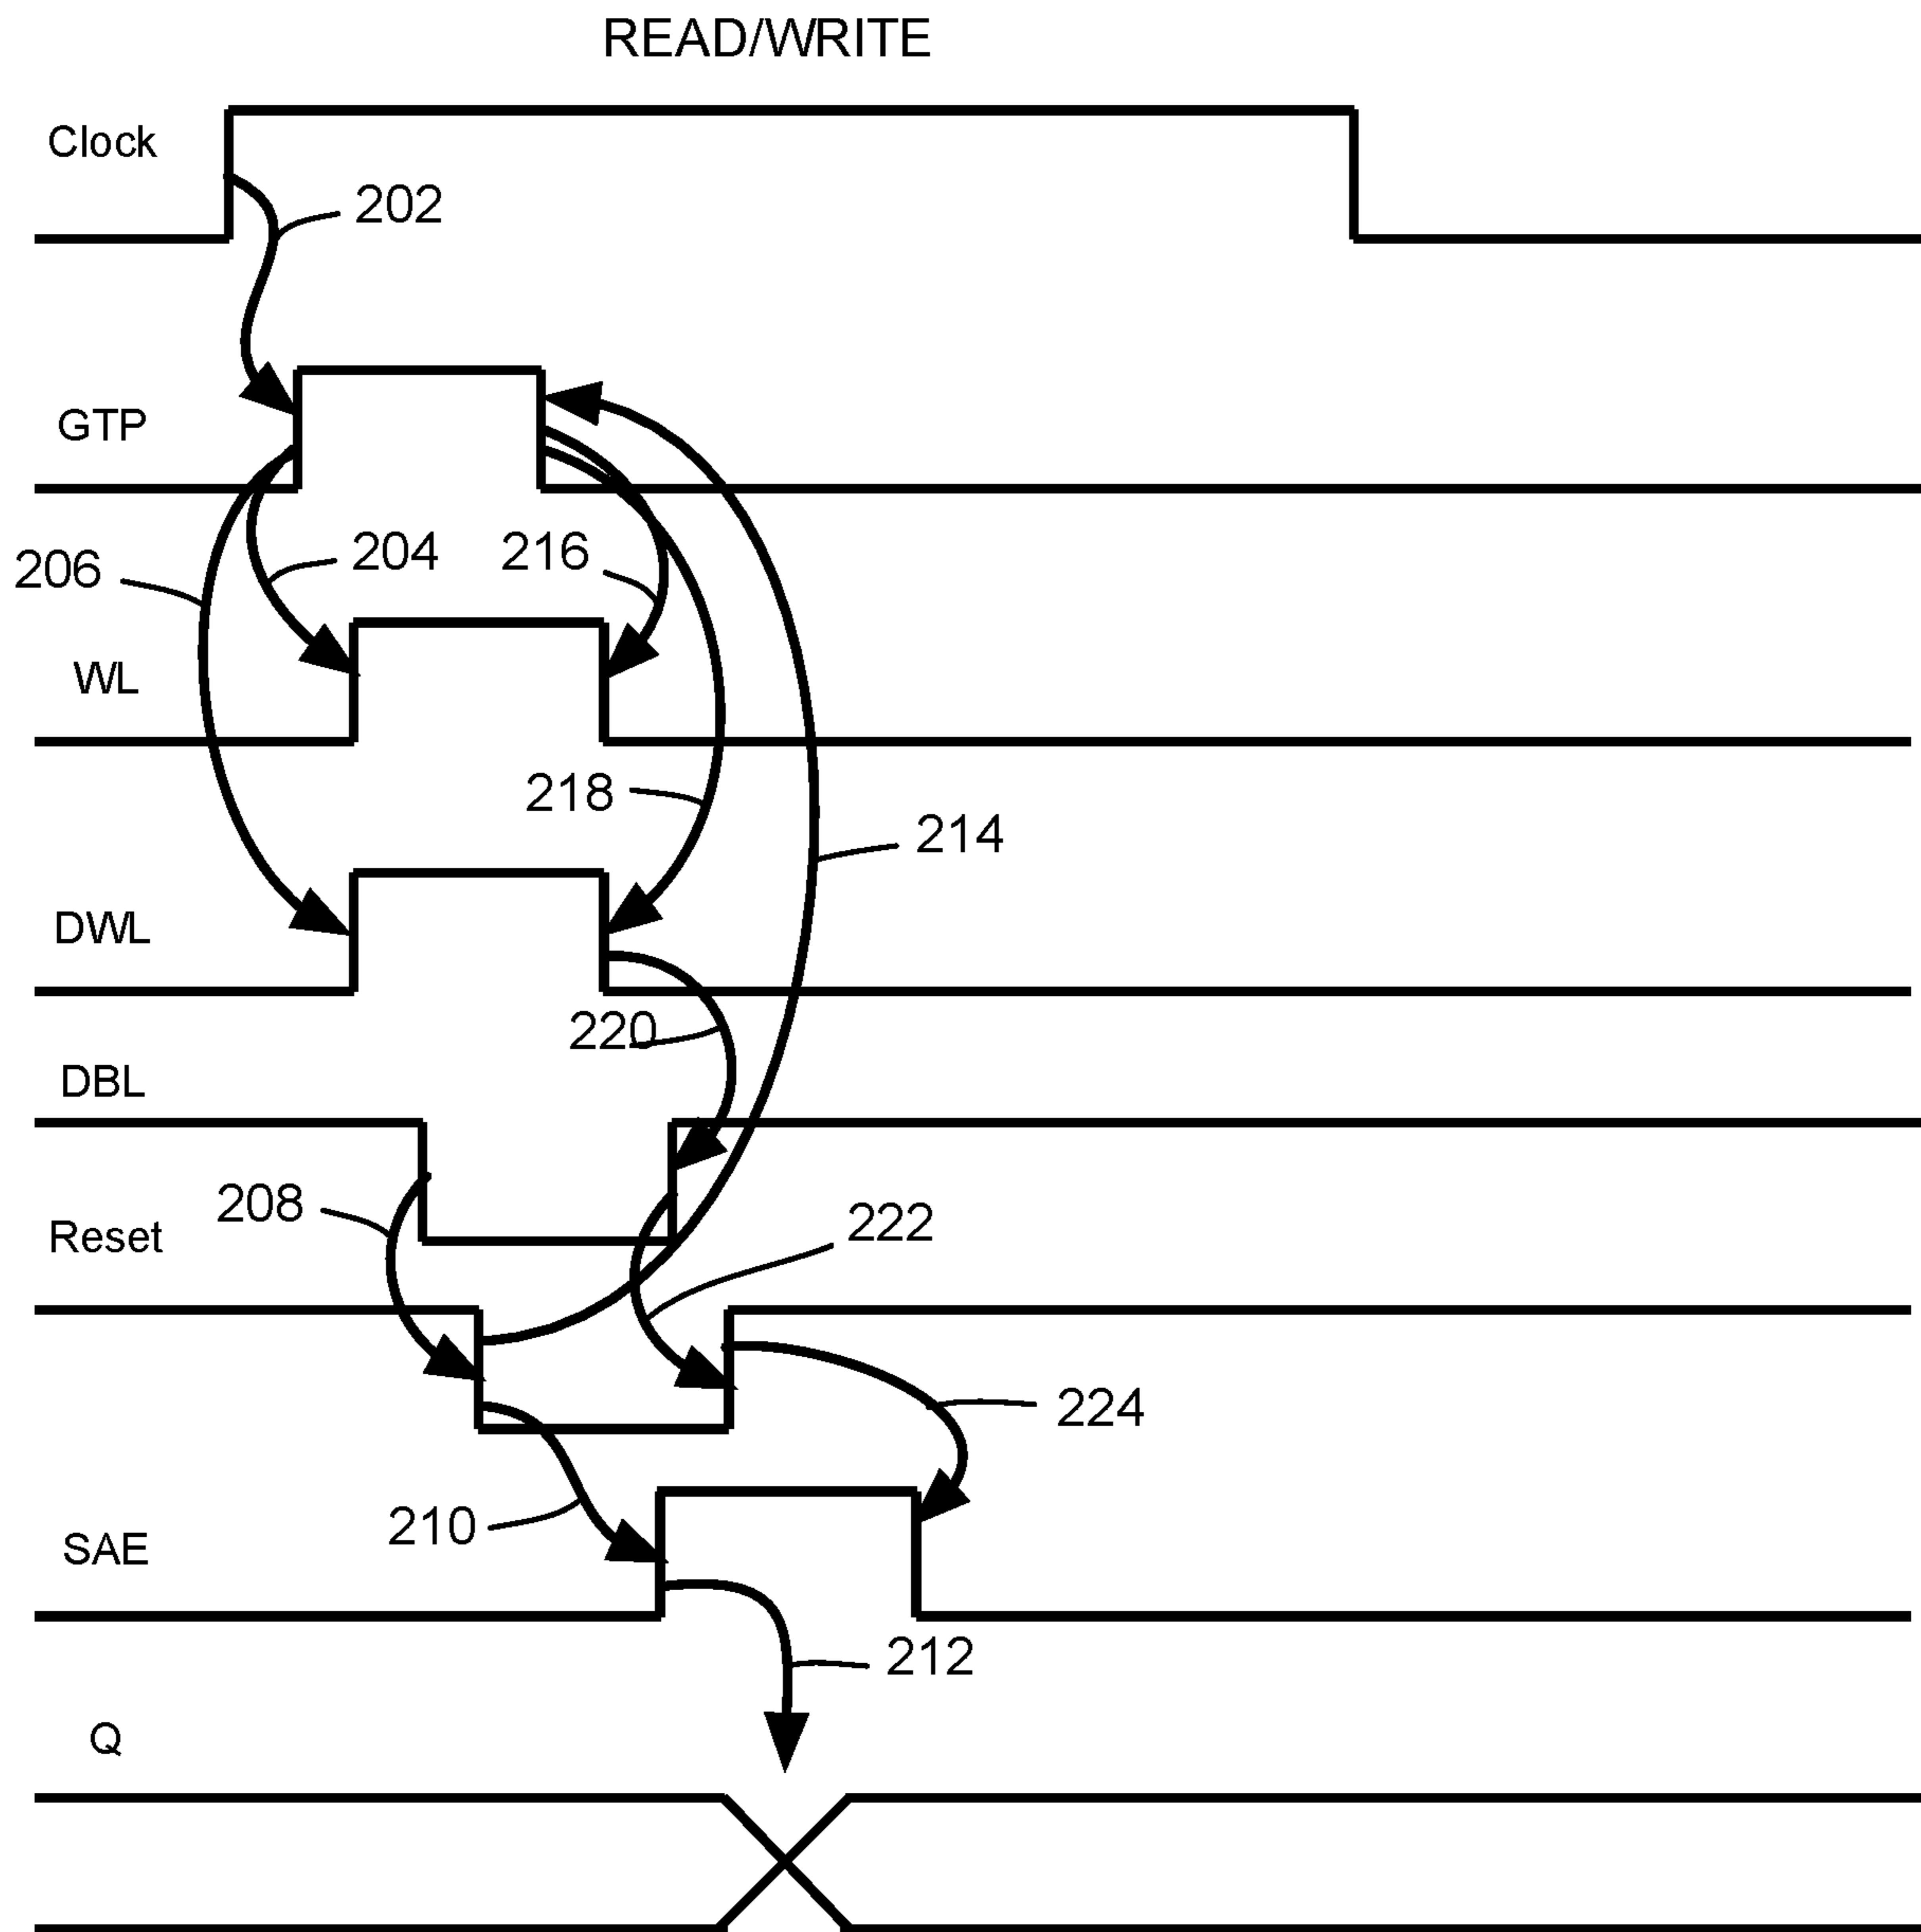 READ/WRITE
Clock
202
GTP
206
204
216
WL
218
214
DWL
220
DBL
208
222
Reset
224
210
SAE
212
Q